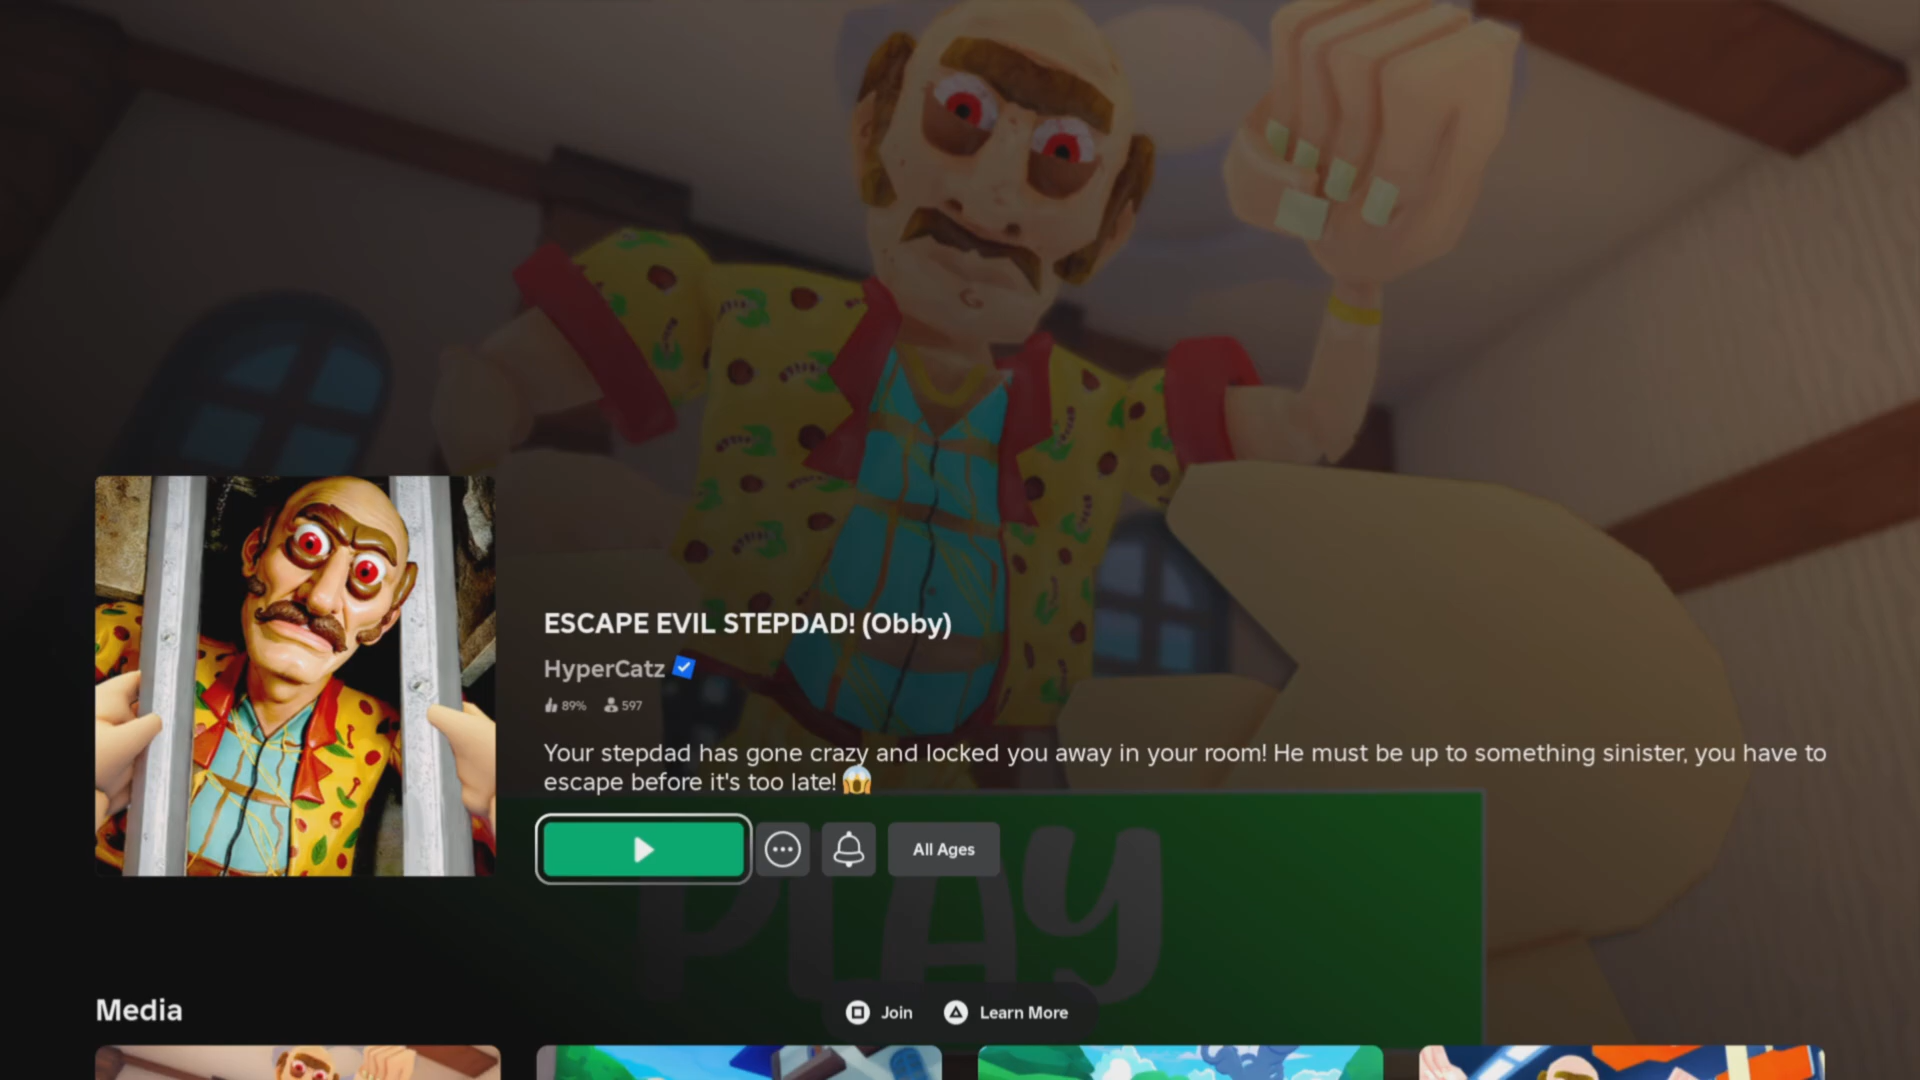 ESCAPE EVIL STEPDAD! (Obby)
HyperCatz
89% 597
Your stepdad has gone crazy and locked you away in your room! He must be up to something sinister, you have to
escape before it's too late! 😱
All Ages
PLAY
Media
Join
Learn More